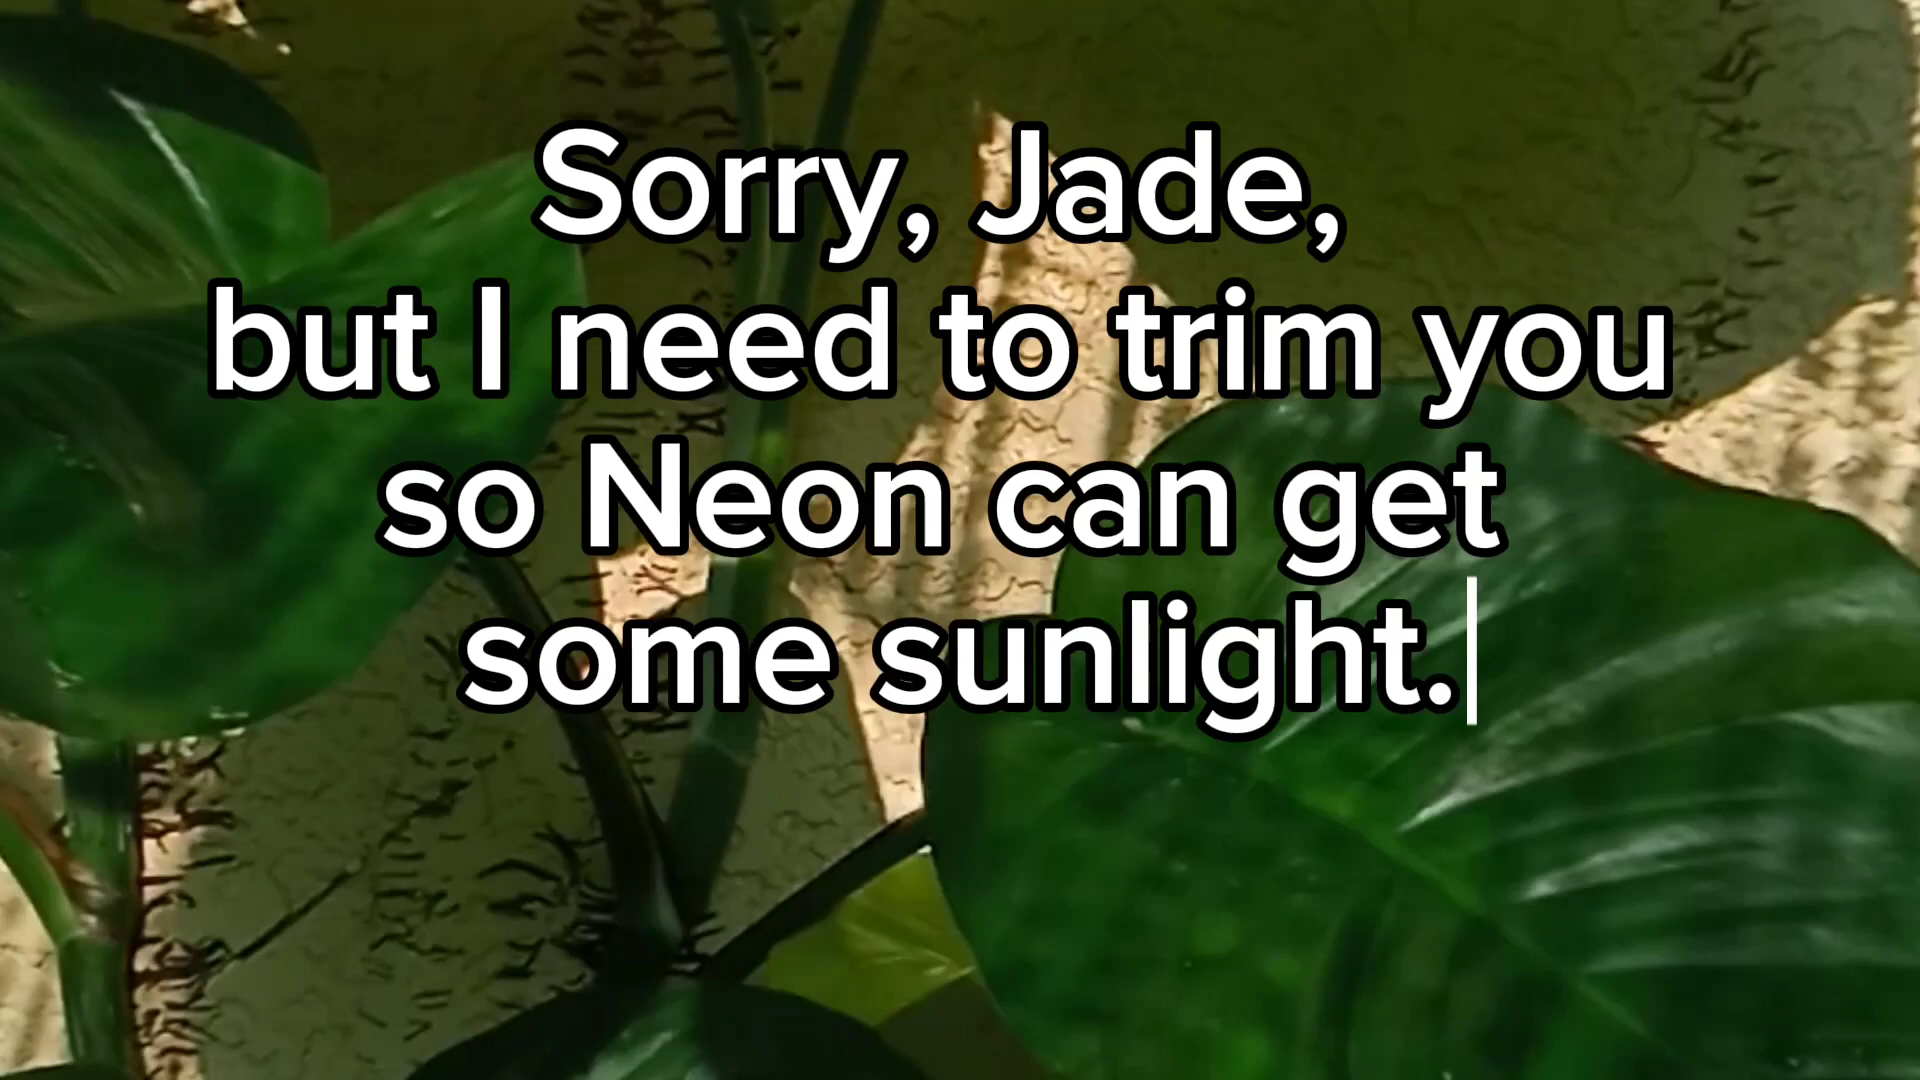 Sorry, Jade,
but I need to trim you
so Neon can get
some sunlight.